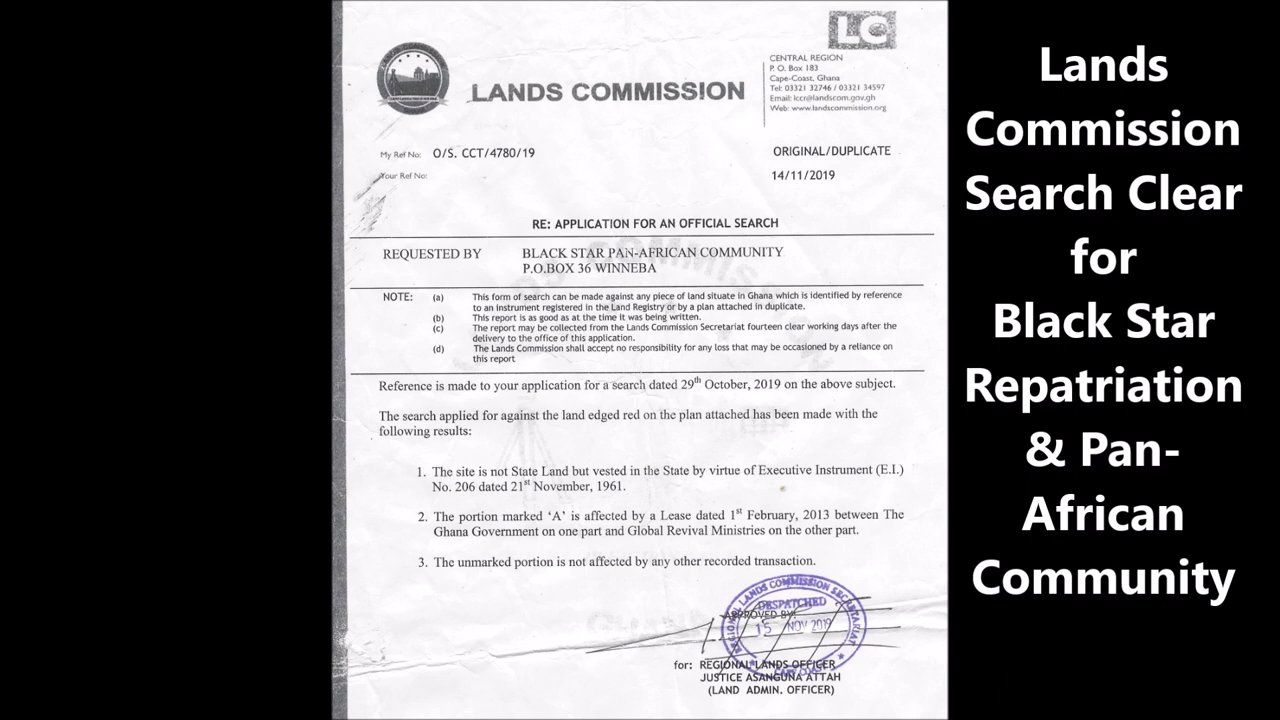 LC
LANDS COMMISSION
CENTRAL REGION
P. O. Box 183
Cape-Coast, Ghana
Tel: 03321 32746 / 03321 34597
Email: lccr@landscom.gov.gh
Web: www.landscommission.org
My Ref No: O/S. CCT/4780/19
ORIGINAL/DUPLICATE
Your Ref No:
14/11/2019
RE: APPLICATION FOR AN OFFICIAL SEARCH
REQUESTED BY BLACK STAR PAN-AFRICAN COMMUNITY
P.O.BOX 36 WINNEBA
NOTE: (a) This form of search can be made against any piece of land situate in Ghana which is identified by reference
to an instrument registered in the Land Registry or by a plan attached in duplicate.
(b) This report is as good as at the time it was being written.
(c) The report may be collected from the Lands Commission Secretariat fourteen clear working days after the
delivery to the office of this application.
(d) The Lands Commission shall accept no responsibility for any loss that may be occasioned by a reliance on
this report
Reference is made to your application for a search dated 29th October, 2019 on the above subject.
The search applied for against the land edged red on the plan attached has been made with the
following results:
1. The site is not State Land but vested in the State by virtue of Executive Instrument (E.I.)
No. 206 dated 21st November, 1961.
2. The portion marked ‘A’ is affected by a Lease dated 1st February, 2013 between The
Ghana Government on one part and Global Revival Ministries on the other part.
3. The unmarked portion is not affected by any other recorded transaction.
REGIONAL LANDS COMMISSION SECRETARIAT
DESPATCHED
APPROVED BY:
15 NOV 2019
for: REGIONAL LANDS OFFICER
JUSTICE ASANGUNA ATTAH
(LAND ADMIN. OFFICER)
Lands
Commission
Search Clear
for
Black Star
Repatriation
& Pan-
African
Community